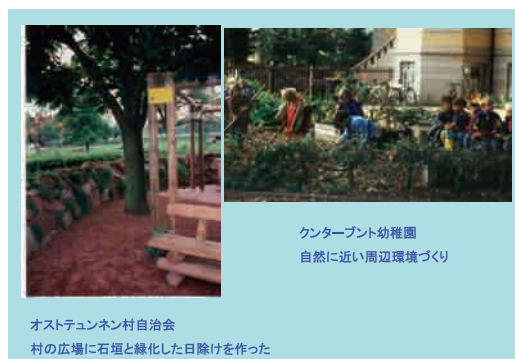 クンターブント幼稚園
自然に近い周辺環境づくり
オストテュンネン村自治会
村の広場に石垣と緑化した日除けを作った